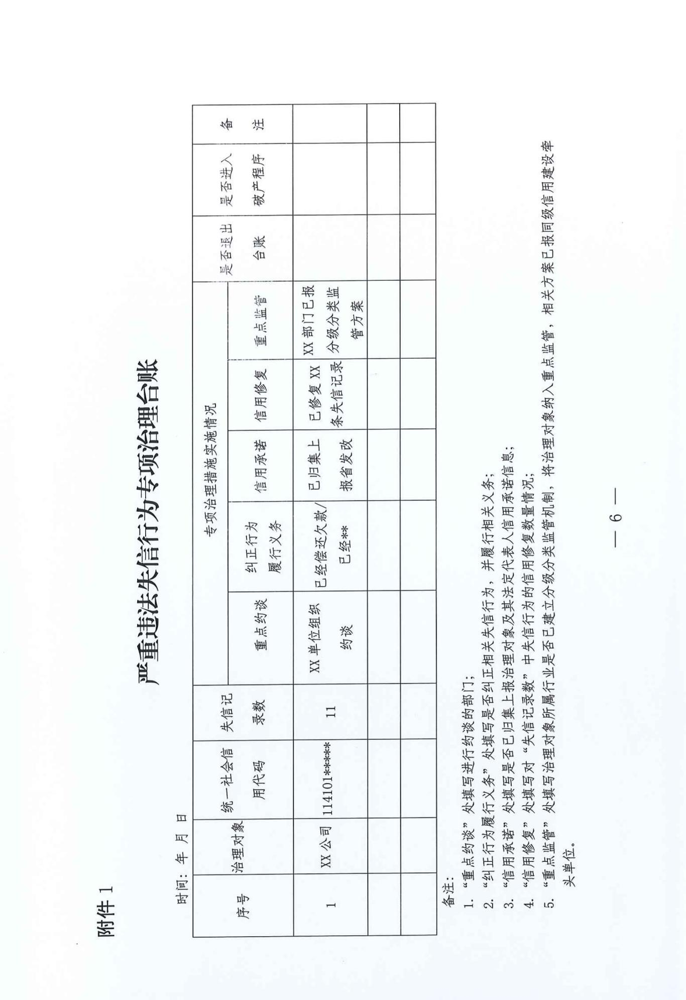 附件 1
严重违法失信行为专项治理台账
时间： 年 月 日
序号 治理对象 统一社会信用代码 失信记录数 专项治理措施实施情况 是否退出台账 是否进入破产程序 备注
重点约谈 纠正行为履行义务 信用承诺 信用修复 重点监管
1 XX 公司 114101***** 11 XX 单位组织约谈 已经偿还欠款/已经** 已归集上报省发改 已修复 XX 条失信记录 XX 部门已报分级分类监管方案
备注：
1. “重点约谈” 处填写进行约谈的部门；
2. “纠正行为履行义务” 处填写是否纠正相关失信行为，并履行相关义务；
3. “信用承诺” 处填写是否已归集上报治理对象及其法定代表人信用承诺信息；
4. “信用修复” 处填写对 “失信记录数” 中失信行为的信用修复数量情况；
5. “重点监管” 处填写治理对象所属行业是否已建立分级分类监管机制，将治理对象纳入重点监管，相关方案已报同级信用建设牵
头单位。
— 6 —